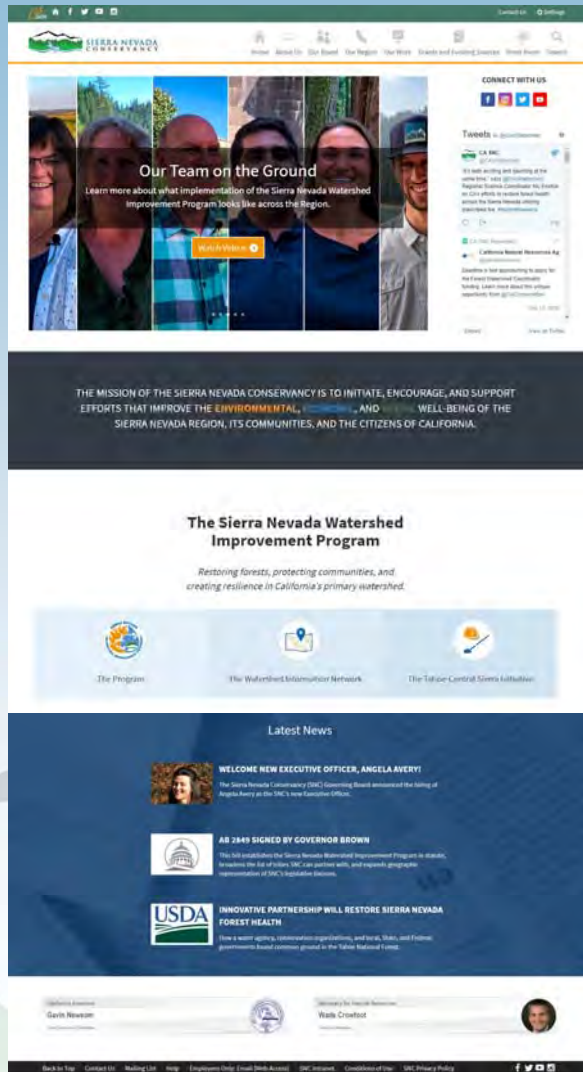 Contact Us Settings
SIERRA NEVADA
CONSERVANCY
Home About Us Our Board Our Region Our Work Grants and Funding Search
CONNECT WITH US
Our Team on the Ground
Learn more about what implementation of the Sierra Nevada Watershed
Improvement Program looks like across the Region.
Watch Videos
Tweets
CA SNC
California Natural Resources Ag
THE MISSION OF THE SIERRA NEVADA CONSERVANCY IS TO INITIATE, ENCOURAGE, AND SUPPORT
EFFORTS THAT IMPROVE THE ENVIRONMENTAL, AND WELL-BEING OF THE
SIERRA NEVADA REGION, ITS COMMUNITIES, AND THE CITIZENS OF CALIFORNIA.
The Sierra Nevada Watershed
Improvement Program
Restoring forests, protecting communities, and
creating resilience in California's primary watershed.
The Program
The Watershed Information Network
The Tahoe-Central Sierra Initiative
Latest News
WELCOME NEW EXECUTIVE OFFICER, ANGELA AVERY!
The Sierra Nevada Conservancy (SNC) Governing Board announced the hiring of
Angela Avery as the SNC's new Executive Officer.
AB 2849 SIGNED BY GOVERNOR BROWN
This bill establishes the Sierra Nevada Watershed Improvement Program in statute,
broadens the list of tribes SNC can partner with, and expands geographic
representation of SNC's legislative liaisons.
USDA
INNOVATIVE PARTNERSHIP WILL RESTORE SIERRA NEVADA
FOREST HEALTH
How a water agency, conservation organizations, and local, State, and Federal
governments found common ground in the Tahoe National Forest.
Gavin Newsom
Wade Crowfoot
Back to Top Contact Us Mailing List Help Employees Only: Email (Web Access) SNC Intranet Conditions of Use SNC Privacy Policy